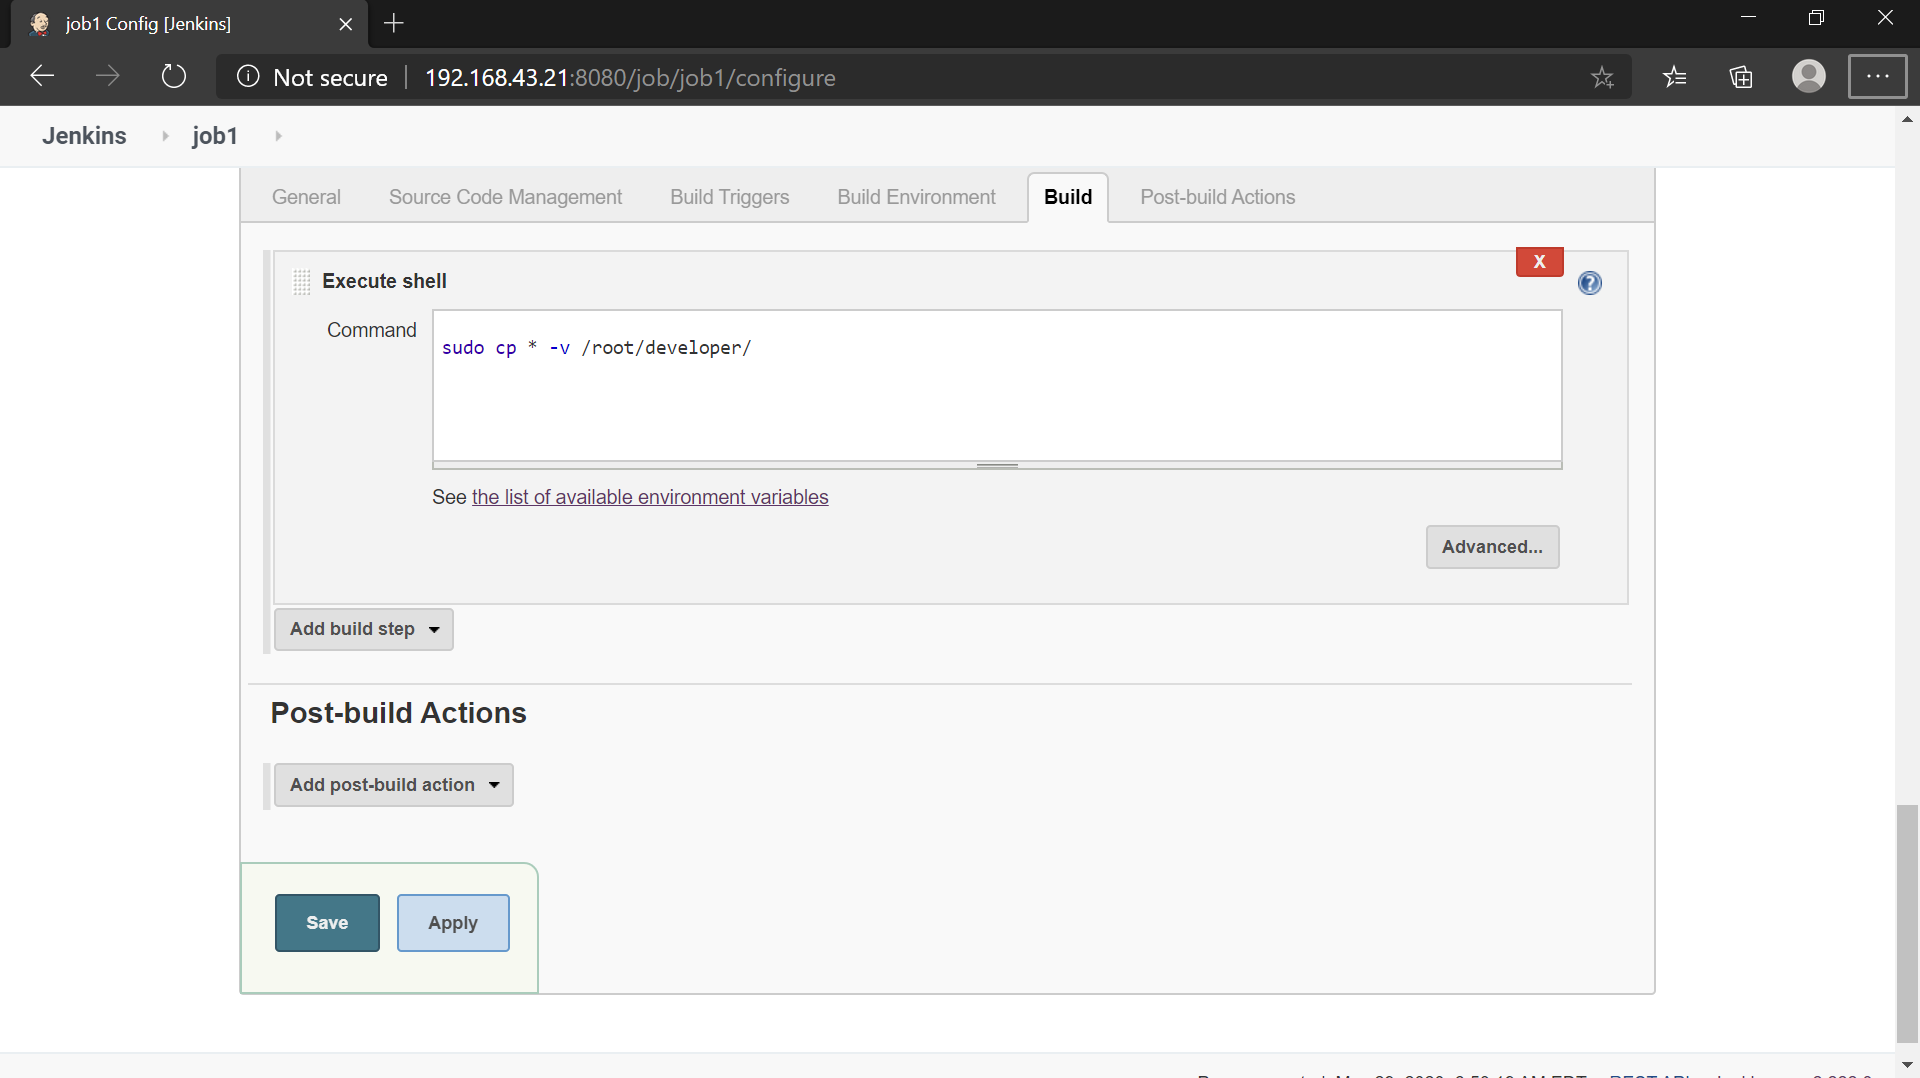 job1 Config [Jenkins]
Not secure | 192.168.43.21:8080/job/job1/configure
Jenkins job1
General Source Code Management Build Triggers Build Environment Build Post-build Actions
X
Execute shell
Command
sudo cp * -v /root/developer/
See the list of available environment variables
Advanced...
Add build step
Post-build Actions
Add post-build action
Save Apply